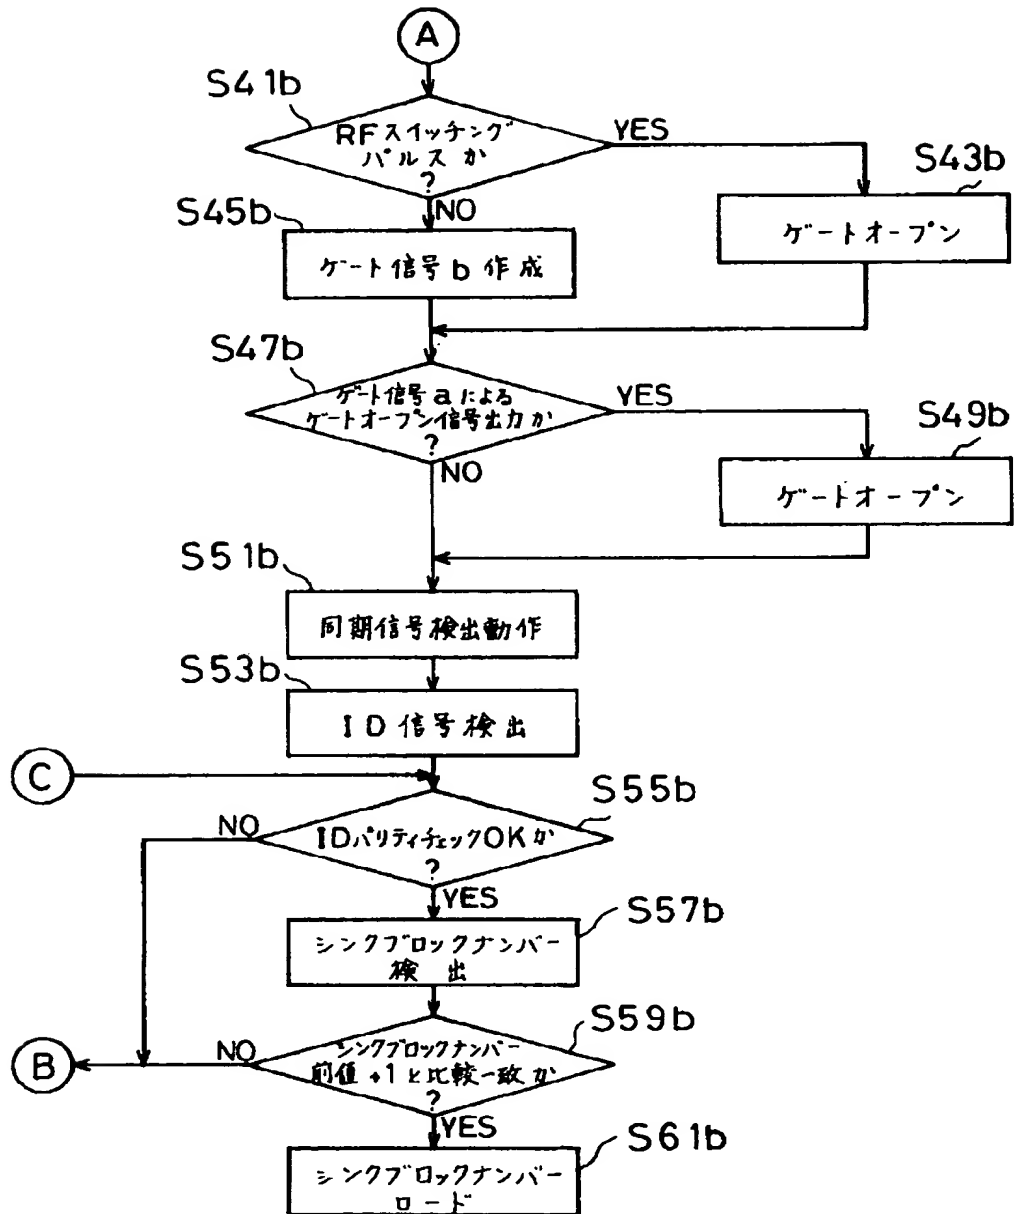 A
S41b
RFスイッチング
パルスか
?
YES
NO
S43b
ゲートオープン
S45b
ゲート信号b作成
S47b
ゲート信号aによる
ゲートオープン信号出力か
?
YES
NO
S49b
ゲートオープン
S51b
同期信号検出動作
S53b
ID信号検出
C
S55b
NO
IDパリティチェックOKか
?
YES
S57b
シンクブロックナンバー
検出
S59b
B
NO
シンクブロックナンバー
前値+1と比較一致か
?
YES
S61b
シンクブロックナンバー
ロード